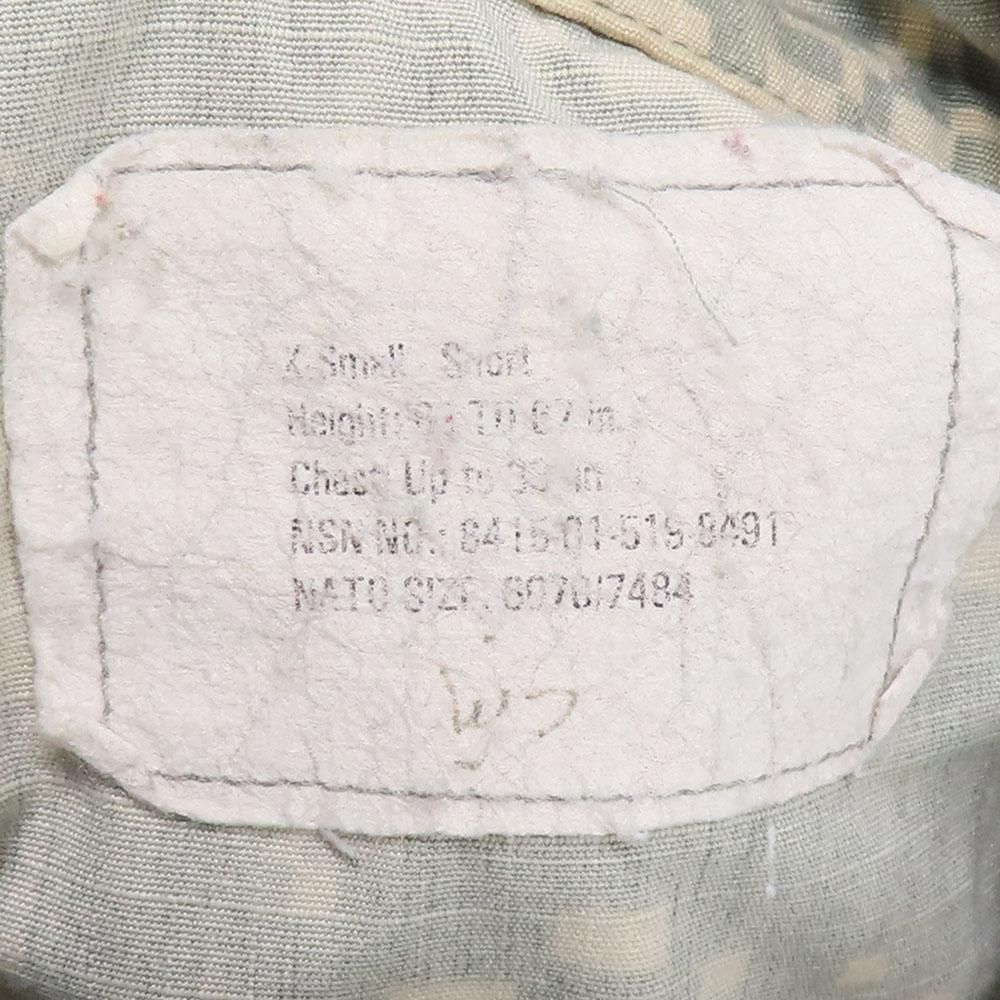 X-Small - Short
Height: TO 67 in
Chest Up to 33 in
NSN NO.: 8415-01-519-8491
NATO SIZE: 6070/7484